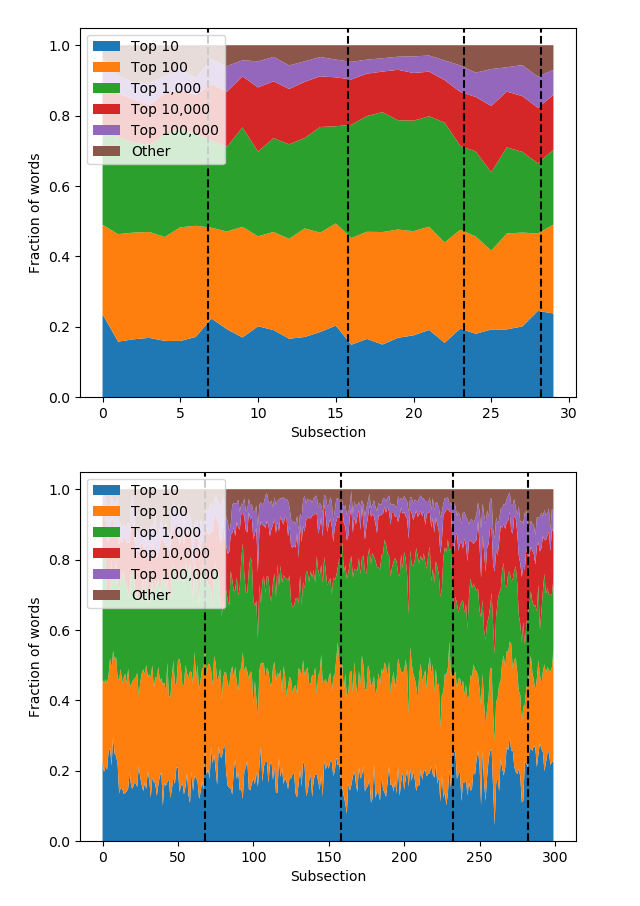 1.0
0.8
0.6
0.4
0.2
0.0
Fraction of words
Top 10
Top 100
Top 1,000
Top 10,000
Top 100,000
Other
0 5 10 15 20 25 30
Subsection
1.0
0.8
0.6
0.4
0.2
0.0
Fraction of words
Top 10
Top 100
Top 1,000
Top 10,000
Top 100,000
Other
0 50 100 150 200 250 300
Subsection